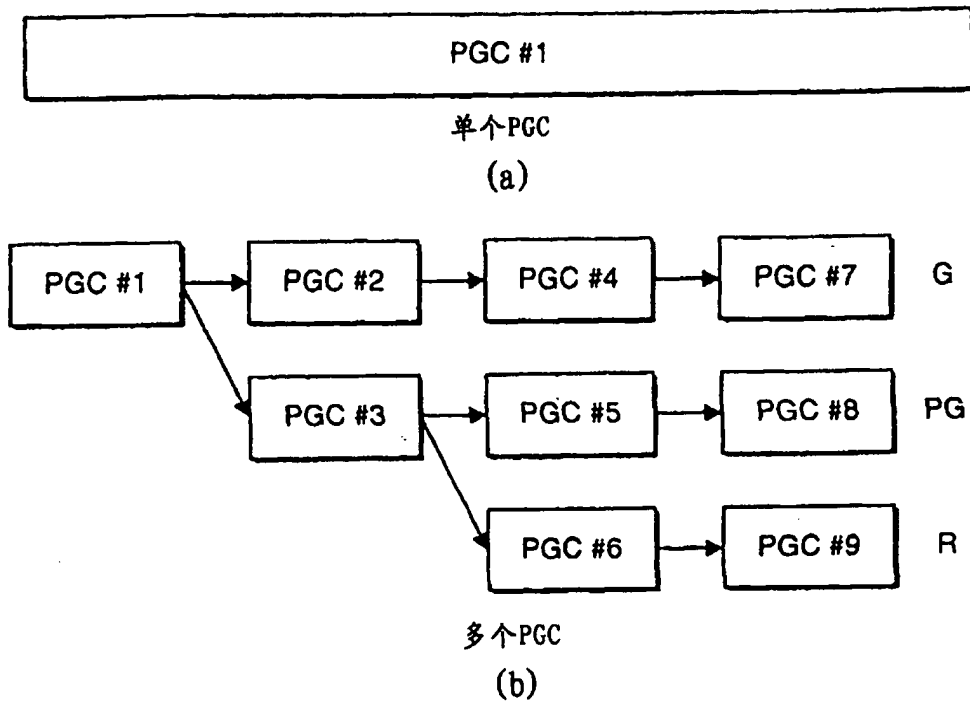 PGC #1
单个PGC
(a)
PGC #1 PGC #2 PGC #4 PGC #7 G
PGC #3 PGC #5 PGC #8 PG
PGC #6 PGC #9 R
多个PGC
(b)